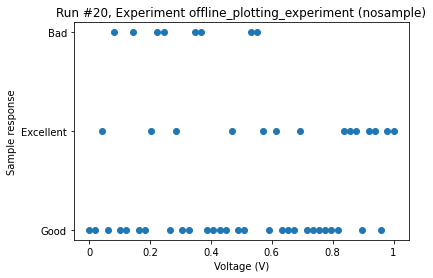 Run #20, Experiment offline_plotting_experiment (nosample)
Bad
Excellent
Good
Sample response
0 0.2 0.4 0.6 0.8 1
Voltage (V)